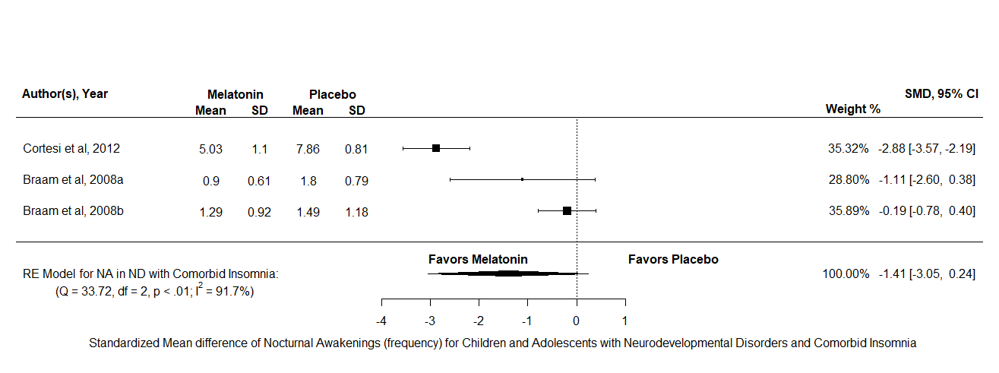 Author(s), Year Melatonin Placebo SMD, 95% CI
Mean SD Mean SD Weight %
Cortesi et al, 2012 5.03 1.1 7.86 0.81 35.32% -2.88 [-3.57, -2.19]
Braam et al, 2008a 0.9 0.61 1.8 0.79 28.80% -1.11 [-2.60, 0.38]
Braam et al, 2008b 1.29 0.92 1.49 1.18 35.89% -0.19 [-0.78, 0.40]
Favors Melatonin Favors Placebo
RE Model for NA in ND with Comorbid Insomnia: 100.00% -1.41 [-3.05, 0.24]
(Q = 33.72, df = 2, p < .01; I² = 91.7%)
-4 -3 -2 -1 0 1
Standardized Mean difference of Nocturnal Awakenings (frequency) for Children and Adolescents with Neurodevelopmental Disorders and Comorbid Insomnia